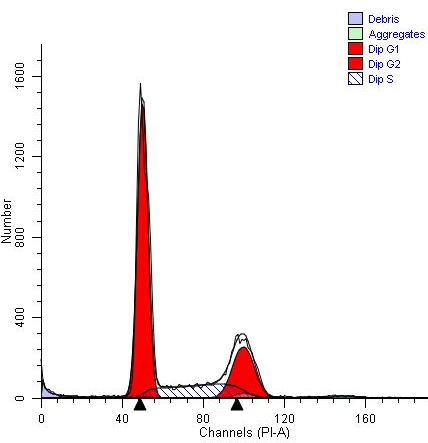 Debris
Aggregates
Dip G1
Dip G2
Dip S
1600
1200
800
400
0
Number
0 40 80 120 160
Channels (PI-A)